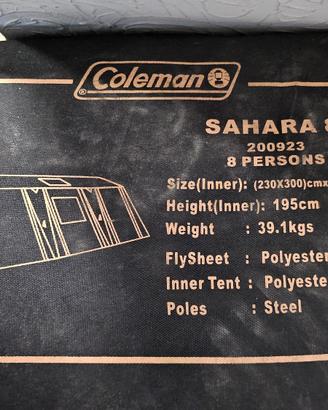 Coleman ®
SAHARA 8
200923
8 PERSONS
Size(Inner): (230X300)cmx
Height(Inner): 195cm
Weight : 39.1kgs
FlySheet : Polyester
Inner Tent : Polyeste
Poles : Steel